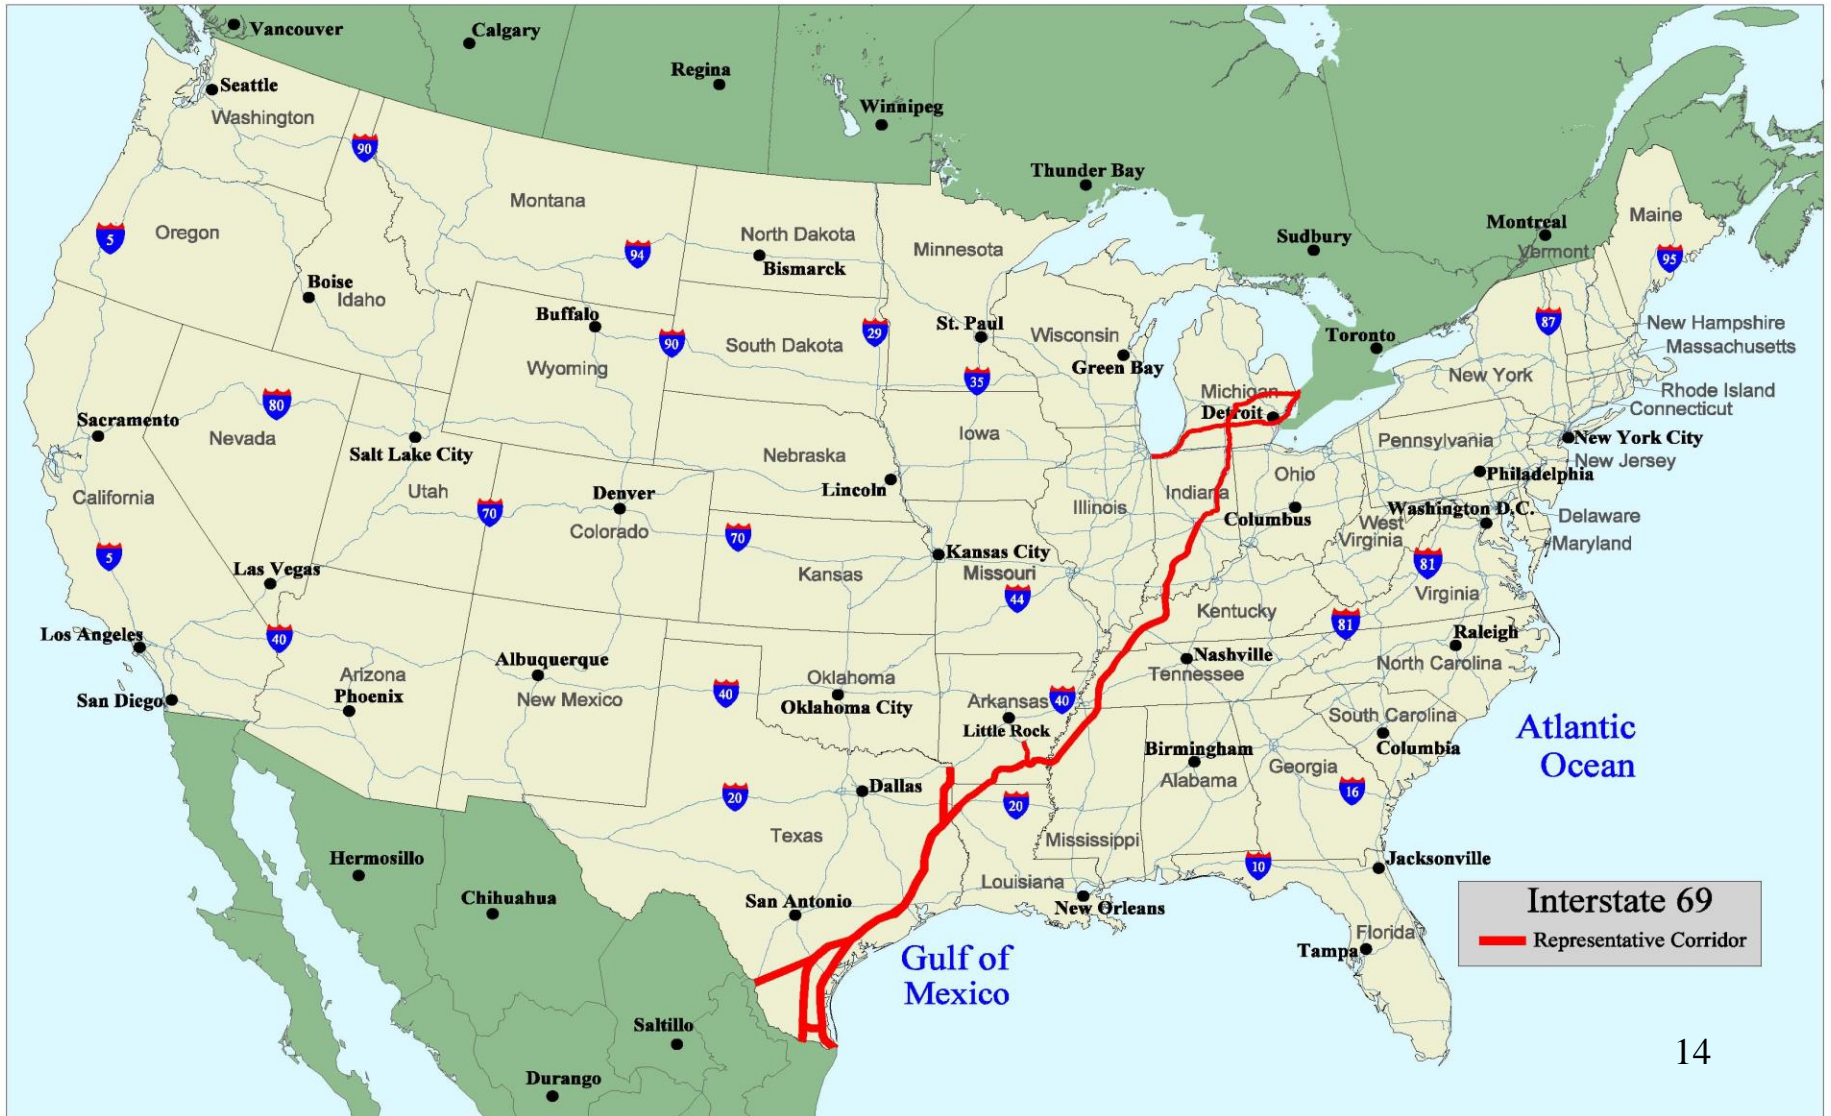 Vancouver
Calgary
Regina
Winnipeg
Seattle
Washington
90
Thunder Bay
Montana
Maine
Montreal
Oregon
5
North Dakota
Minnesota
Sudbury
94
Bismarck
Vermont
95
Boise
Idaho
Buffalo
St. Paul
Wisconsin
Toronto
87
New Hampshire
29
90
South Dakota
Massachusetts
Green Bay
Wyoming
35
New York
Michigan
Rhode Island
80
Detroit
Connecticut
Sacramento
Nevada
Iowa
Pennsylvania
New York City
Salt Lake City
Nebraska
New Jersey
Philadelphia
Ohio
Utah
Lincoln
Denver
Indiana
California
70
Illinois
Columbus
Washington D.C.
Delaware
West
Virginia
Colorado
70
Maryland
5
Kansas City
Las Vegas
Kansas
Missouri
81
44
Virginia
Kentucky
81
Los Angeles
40
Raleigh
Albuquerque
Nashville
Arizona
Tennessee
North Carolina
Oklahoma
Phoenix
San Diego
New Mexico
40
Oklahoma City
Arkansas
40
South Carolina
Little Rock
Atlantic
Ocean
Birmingham
Columbia
Alabama
Georgia
Dallas
20
20
16
Texas
Mississippi
Hermosillo
10
Jacksonville
Louisiana
Chihuahua
San Antonio
New Orleans
Interstate 69
Representative Corridor
Florida
Tampa
Gulf of
Mexico
Saltillo
14
Durango